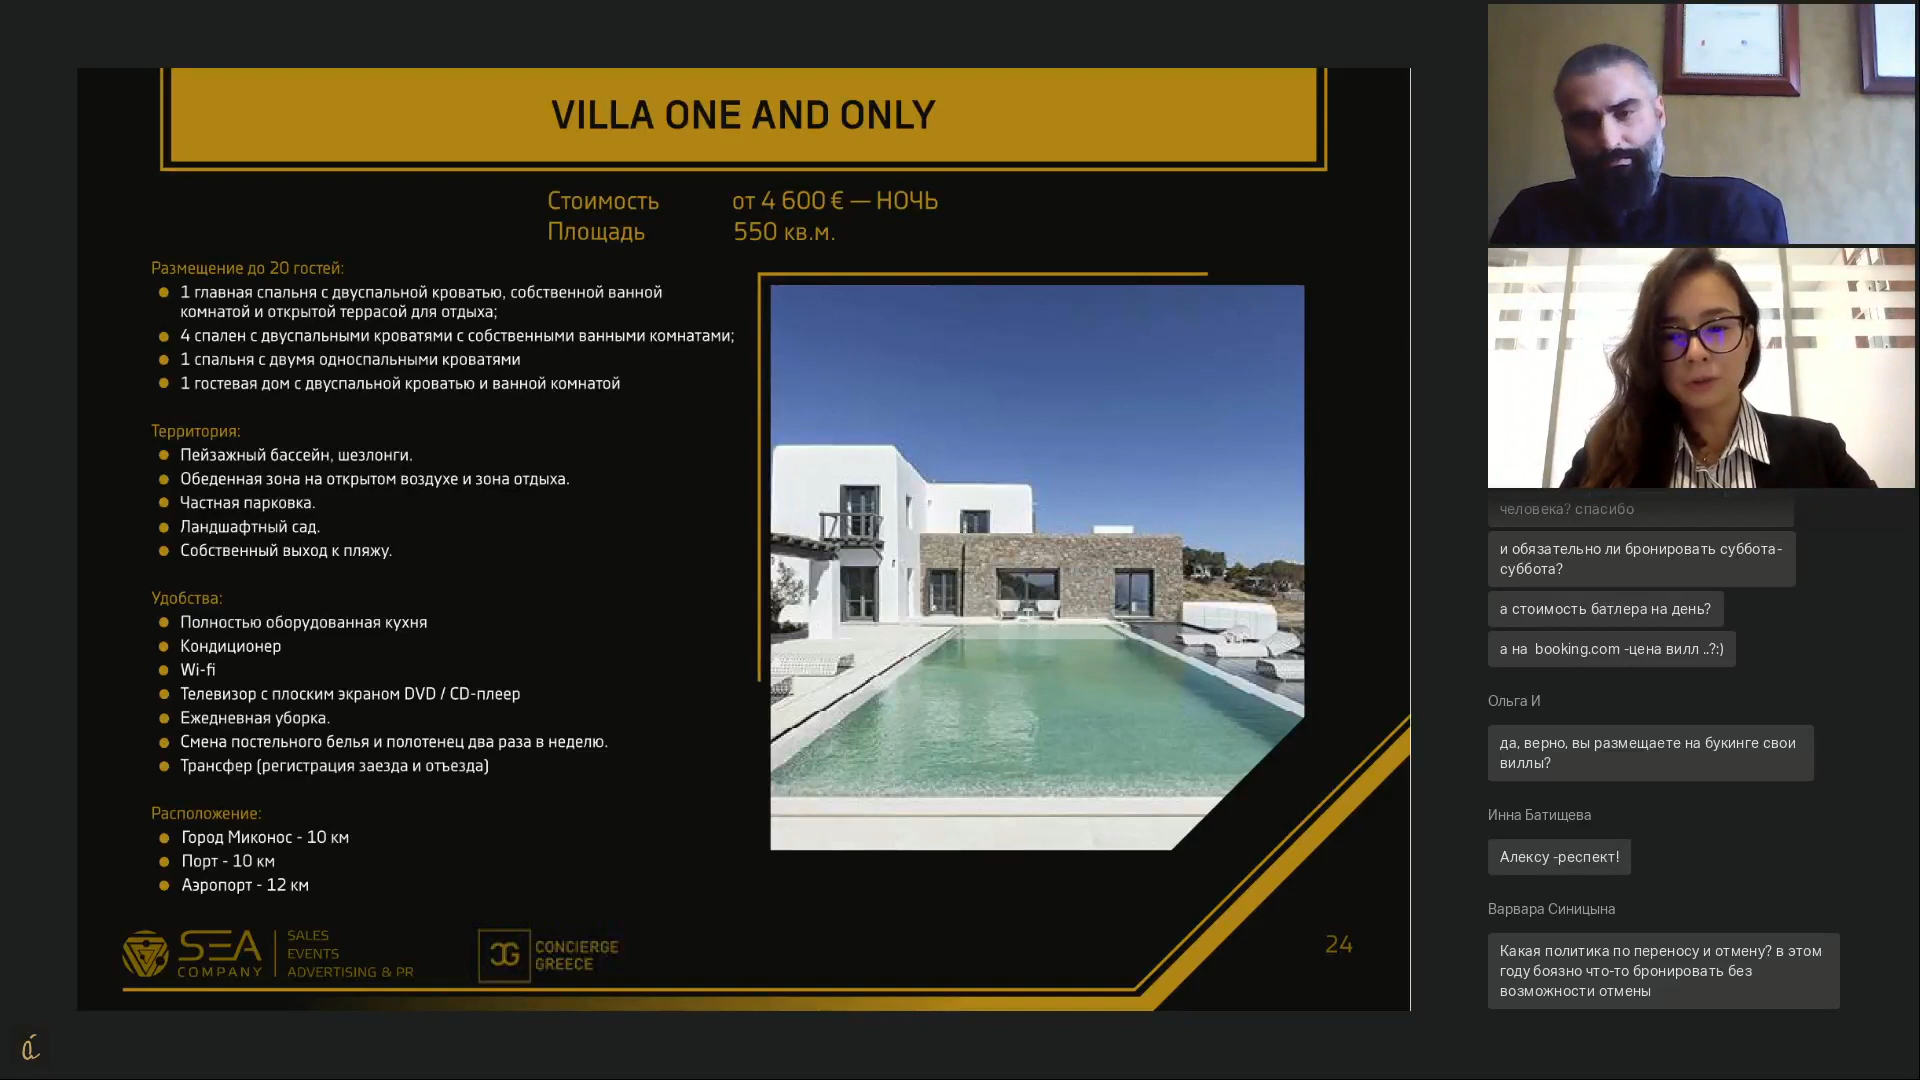 VILLA ONE AND ONLY
Стоимость от 4 600 € — НОЧЬ
Площадь 550 кв.м.
Размещение до 20 гостей:
1 главная спальня с двуспальной кроватью, собственной ванной
комнатой и открытой террасой для отдыха;
4 спален с двуспальными кроватями с собственными ванными комнатами;
1 спальня с двумя односпальными кроватями
1 гостевая дом с двуспальной кроватью и ванной комнатой
Территория:
Пейзажный бассейн, шезлонги.
Обеденная зона на открытом воздухе и зона отдыха.
Частная парковка.
Ландшафтный сад.
Собственный выход к пляжу.
Удобства:
Полностью оборудованная кухня
Кондиционер
Wi-fi
Телевизор с плоским экраном DVD / CD-плеер
Ежедневная уборка.
Смена постельного белья и полотенец два раза в неделю.
Трансфер (регистрация заезда и отъезда)
Расположение:
Город Миконос - 10 км
Порт - 10 км
Аэропорт - 12 км
SEA
COMPANY
SALES
EVENTS
ADVERTISING & PR
CG
CONCIERGE
GREECE
24
á
человека? спасибо
и обязательно ли бронировать суббота-
суббота?
а стоимость батлера на день?
а на booking.com -цена вилл ..?:)
Ольга И
да, верно, вы размещаете на букинге свои
виллы?
Инна Батищева
Алексу -респект!
Варвара Синицына
Какая политика по переносу и отмену? в этом
году боязно что-то бронировать без
возможности отмены